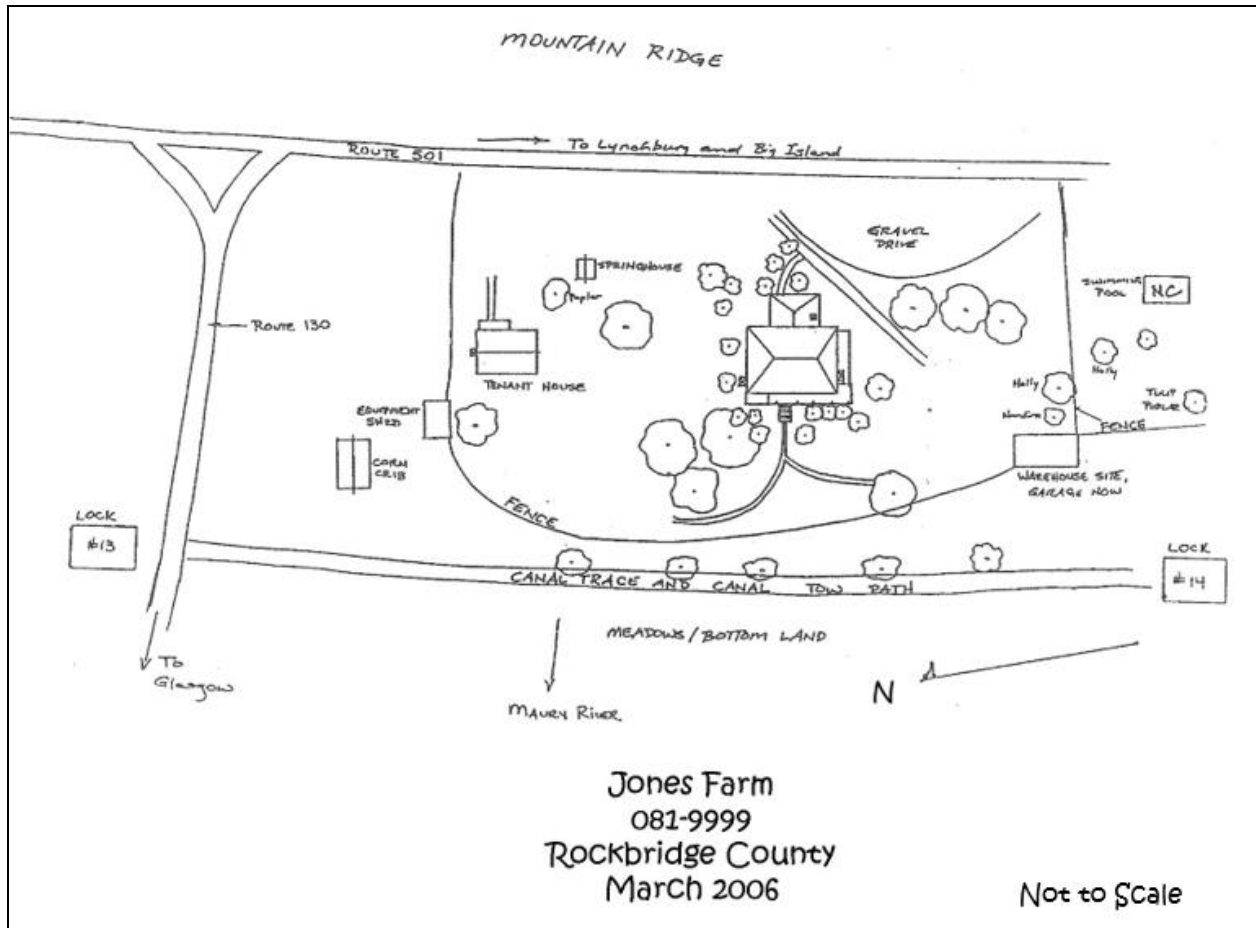 MOUNTAIN RIDGE
ROUTE 501
To Lynchburg and Big Island
GRAVEL
DRIVE
SPRINGHOUSE
Poplar
SWIMMING
POOL
NC
ROUTE 130
TENANT HOUSE
Holly
Holly
TULIP
POPLAR
EQUIPMENT
SHED
FENCE
CORN
CRIB
WAREHOUSE SITE,
GARAGE NOW
FENCE
LOCK
#13
LOCK
#14
CANAL TRACE AND CANAL TOW PATH
MEADOWS/BOTTOM LAND
To
Glasgow
MAURY RIVER
N
Jones Farm
081-9999
Rockbridge County
March 2006
Not to Scale